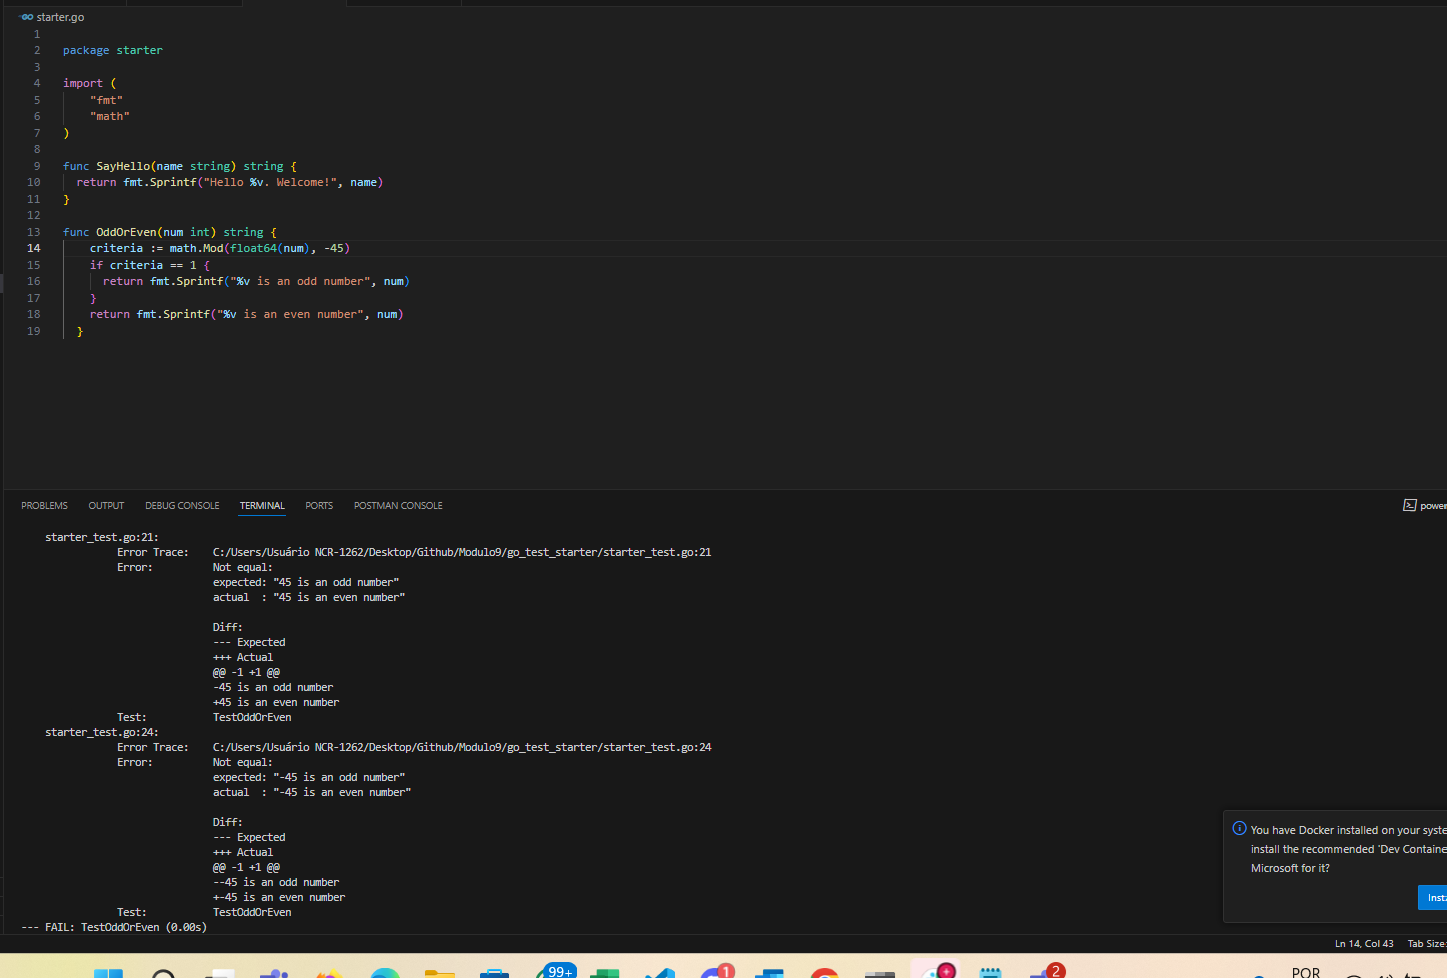 starter.go
1
2 package starter
3
4 import (
5 "fmt"
6 "math"
7 )
8
9 func SayHello(name string) string {
10 return fmt.Sprintf("Hello %v. Welcome!", name)
11 }
12
13 func OddOrEven(num int) string {
14 criteria := math.Mod(float64(num), -45)
15 if criteria == 1 {
16 return fmt.Sprintf("%v is an odd number", num)
17 }
18 return fmt.Sprintf("%v is an even number", num)
19 }
PROBLEMS OUTPUT DEBUG CONSOLE TERMINAL PORTS POSTMAN CONSOLE power
starter_test.go:21:
Error Trace: C:/Users/Usuário NCR-1262/Desktop/Github/Modulo9/go_test_starter/starter_test.go:21
Error: Not equal:
expected: "45 is an odd number"
actual : "45 is an even number"
Diff:
--- Expected
+++ Actual
@@ -1 +1 @@
-45 is an odd number
+45 is an even number
Test: TestOddOrEven
starter_test.go:24:
Error Trace: C:/Users/Usuário NCR-1262/Desktop/Github/Modulo9/go_test_starter/starter_test.go:24
Error: Not equal:
expected: "-45 is an odd number"
actual : "-45 is an even number"
Diff:
--- Expected
+++ Actual
@@ -1 +1 @@
--45 is an odd number
+-45 is an even number
Test: TestOddOrEven
--- FAIL: TestOddOrEven (0.00s)
You have Docker installed on your syste
install the recommended 'Dev Containe
Microsoft for it?
Insta
Ln 14, Col 43 Tab Size:
99+ 1 2 POR